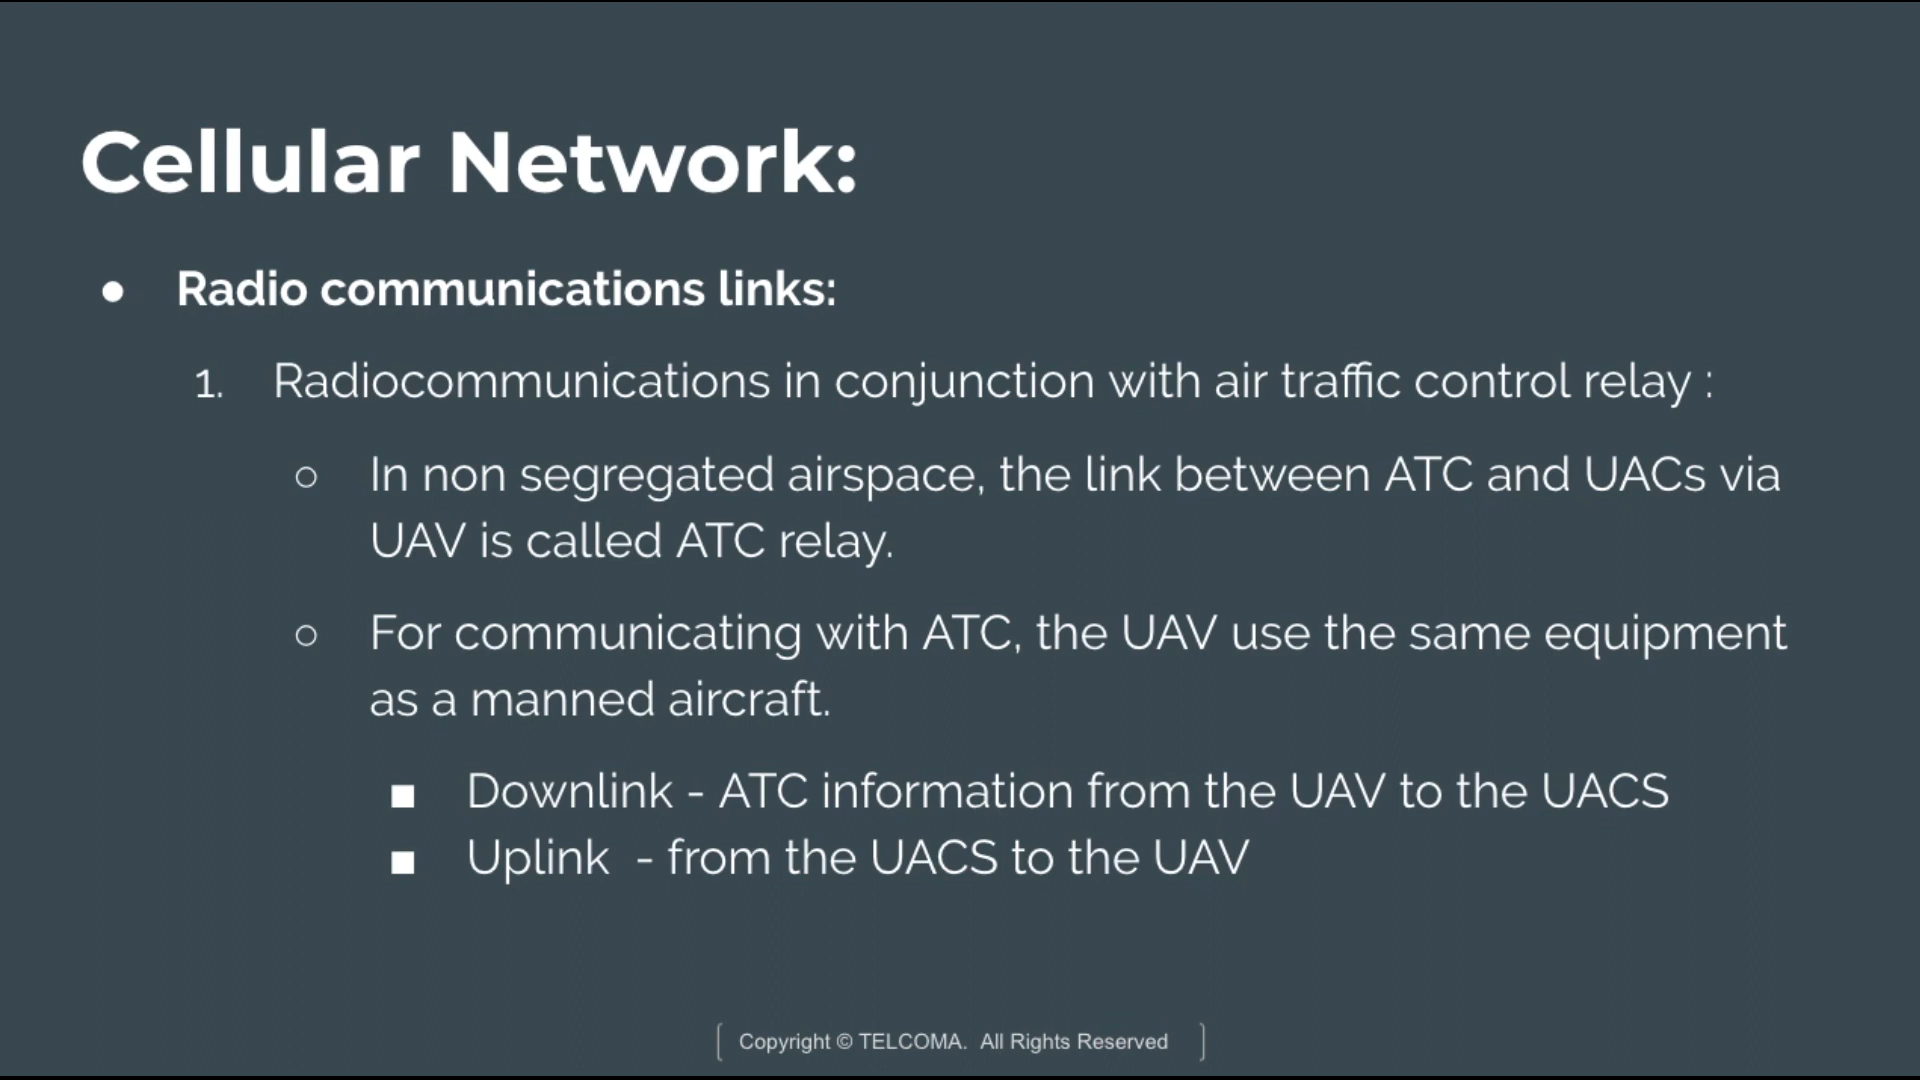 Cellular Network:
● Radio communications links:
1. Radiocommunications in conjunction with air traffic control relay :
○ In non segregated airspace, the link between ATC and UACs via
UAV is called ATC relay.
○ For communicating with ATC, the UAV use the same equipment
as a manned aircraft.
■ Downlink - ATC information from the UAV to the UACS
■ Uplink - from the UACS to the UAV
Copyright © TELCOMA. All Rights Reserved